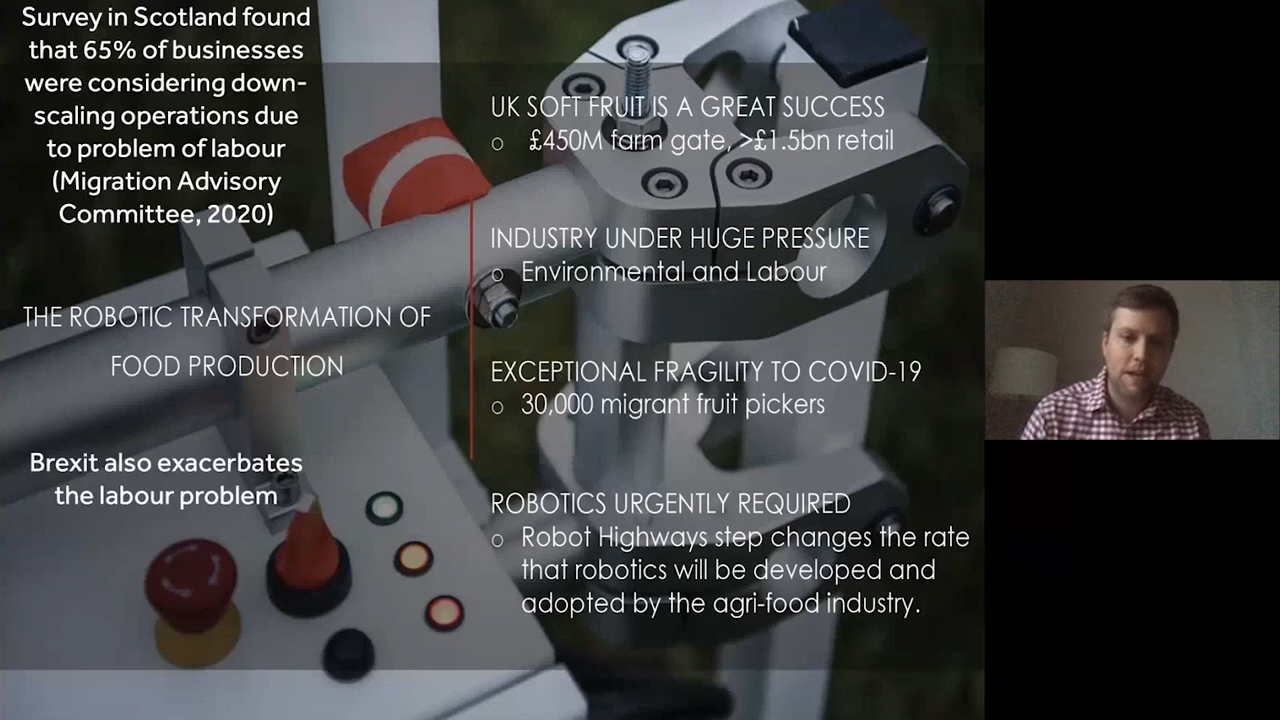 Survey in Scotland found
that 65% of businesses
were considering down-
scaling operations due
to problem of labour
(Migration Advisory
Committee, 2020)
THE ROBOTIC TRANSFORMATION OF
FOOD PRODUCTION
Brexit also exacerbates
the labour problem
UK SOFT FRUIT IS A GREAT SUCCESS
o £450M farm gate, >£1.5bn retail
INDUSTRY UNDER HUGE PRESSURE
o Environmental and Labour
EXCEPTIONAL FRAGILITY TO COVID-19
o 30,000 migrant fruit pickers
ROBOTICS URGENTLY REQUIRED
o Robot Highways step changes the rate
that robotics will be developed and
adopted by the agri-food industry.